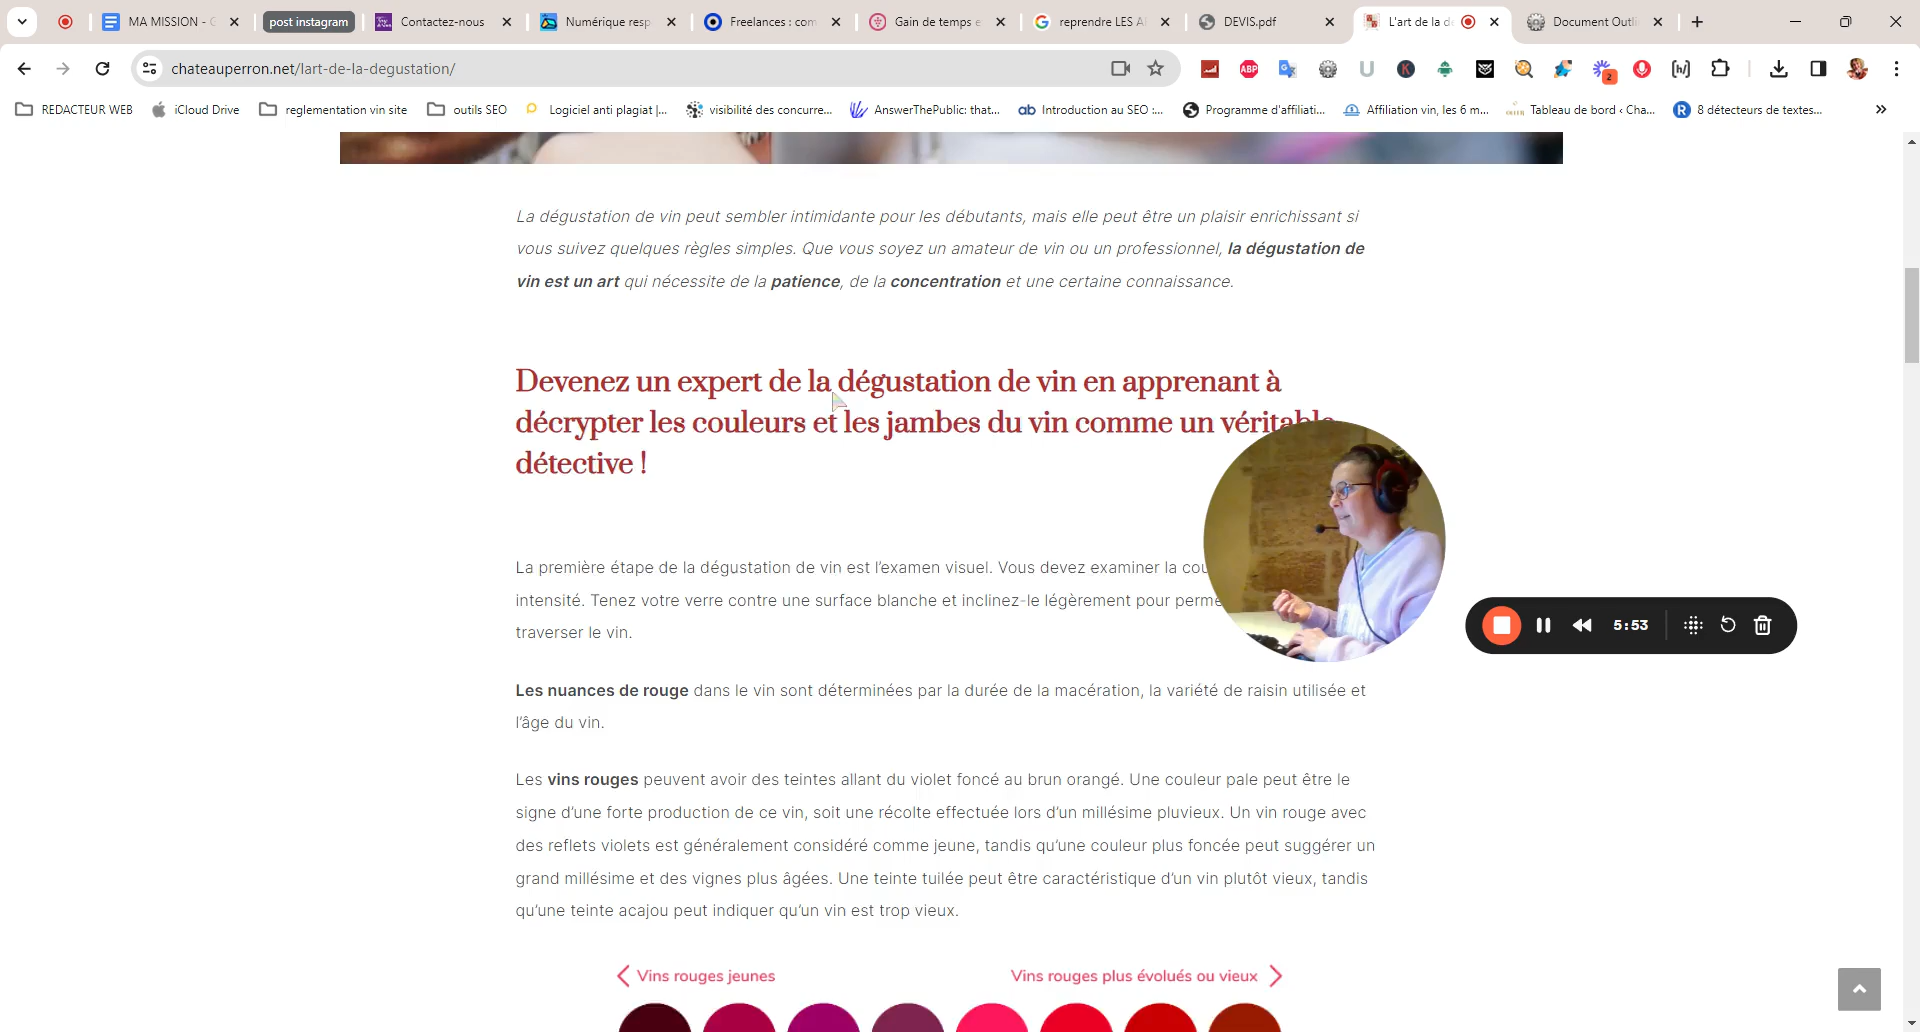 MA MISSION - G
post instagram
Contactez-nous
Numérique resp
Freelances : com
Gain de temps e
reprendre LES A
DEVIS.pdf
L'art de la d
Document Outli
chateauperron.net/lart-de-la-degustation/
ABP
U
K
2
[h/]
REDACTEUR WEB
iCloud Drive
reglementation vin site
outils SEO
Logiciel anti plagiat |...
visibilité des concurre...
AnswerThePublic: that...
ab Introduction au SEO :...
Programme d'affiliati...
Affiliation vin, les 6 m...
Tableau de bord ‹ Cha...
R 8 détecteurs de textes...
»
La dégustation de vin peut sembler intimidante pour les débutants, mais elle peut être un plaisir enrichissant si
vous suivez quelques règles simples. Que vous soyez un amateur de vin ou un professionnel, la dégustation de
vin est un art qui nécessite de la patience, de la concentration et une certaine connaissance.
Devenez un expert de la dégustation de vin en apprenant à
décrypter les couleurs et les jambes du vin comme un véritable
détective !
La première étape de la dégustation de vin est l'examen visuel. Vous devez examiner la cou
intensité. Tenez votre verre contre une surface blanche et inclinez-le légèrement pour perme
traverser le vin.
5:53
Les nuances de rouge dans le vin sont déterminées par la durée de la macération, la variété de raisin utilisée et
l'âge du vin.
Les vins rouges peuvent avoir des teintes allant du violet foncé au brun orangé. Une couleur pale peut être le
signe d'une forte production de ce vin, soit une récolte effectuée lors d'un millésime pluvieux. Un vin rouge avec
des reflets violets est généralement considéré comme jeune, tandis qu'une couleur plus foncée peut suggérer un
grand millésime et des vignes plus âgées. Une teinte tuilée peut être caractéristique d'un vin plutôt vieux, tandis
qu'une teinte acajou peut indiquer qu'un vin est trop vieux.
Vins rouges jeunes
Vins rouges plus évolués ou vieux